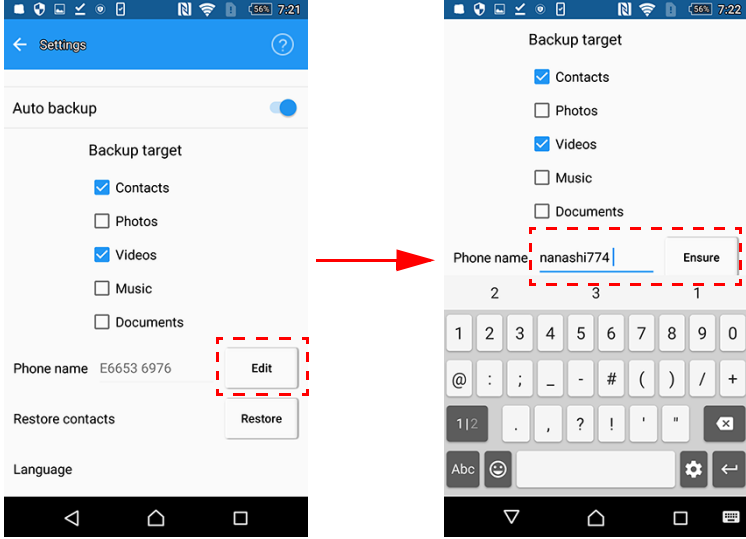 56% 7:21
Settings
?
Auto backup
Backup target
Contacts
Photos
Videos
Music
Documents
Phone name E6653 6976 Edit
Restore contacts Restore
Language
56% 7:22
Backup target
Contacts
Photos
Videos
Music
Documents
Phone name nanashi774 Ensure
2 3 1
1 2 3 4 5 6 7 8 9 0
@ : ; _ - # ( ) / +
1|2 . , ? ! ' "
Abc